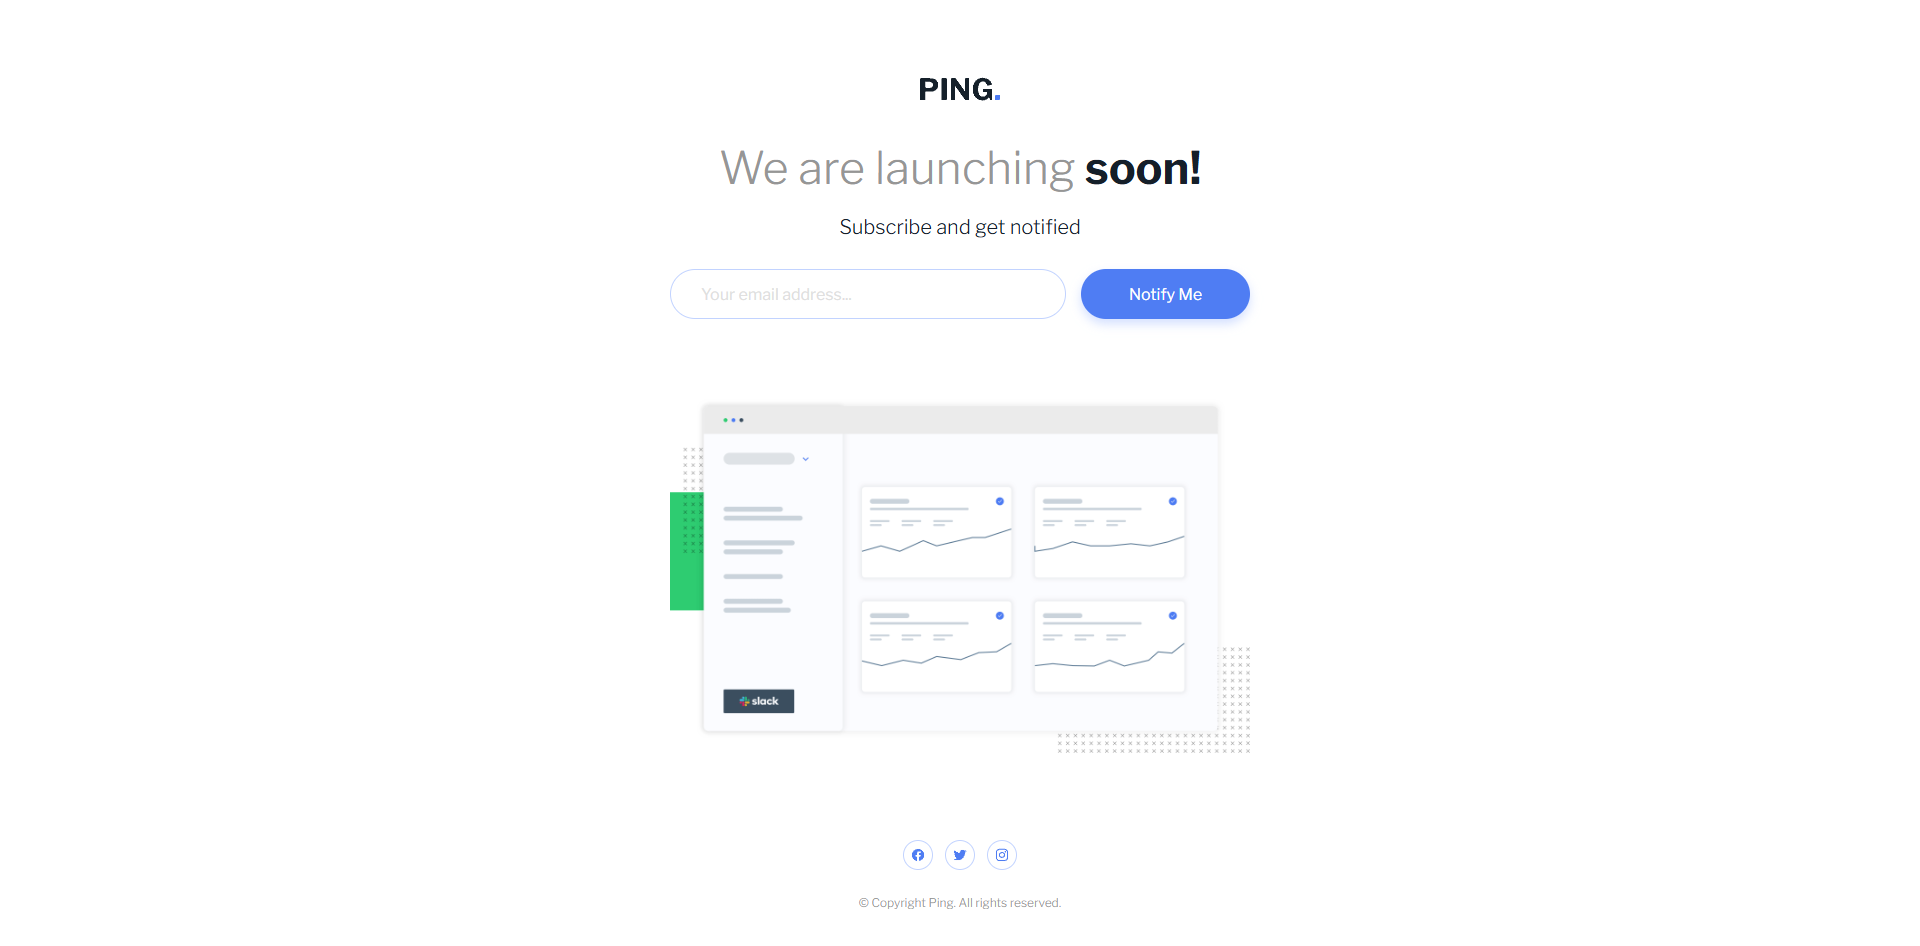 PING.
We are launching soon!
Subscribe and get notified
Your email address...
Notify Me
slack
© Copyright Ping. All rights reserved.